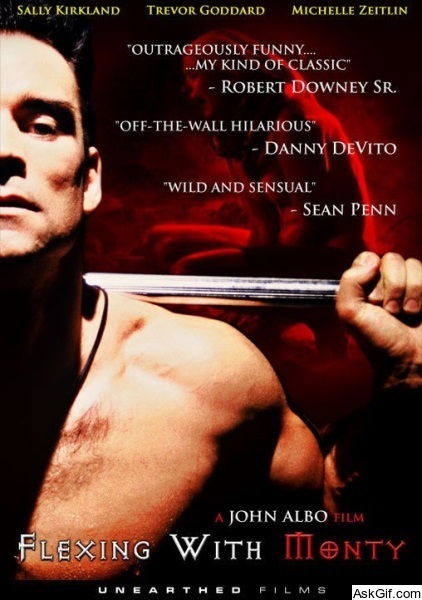 SALLY KIRKLAND TREVOR GODDARD MICHELLE ZEITLIN
"OUTRAGEOUSLY FUNNY....
...MY KIND OF CLASSIC"
- ROBERT DOWNEY SR.
"OFF-THE-WALL HILARIOUS"
- DANNY DEVITO
"WILD AND SENSUAL"
- SEAN PENN
A JOHN ALBO FILM
FLEXING WITH MONTY
UNEARTHED FILMS
AskGif.com